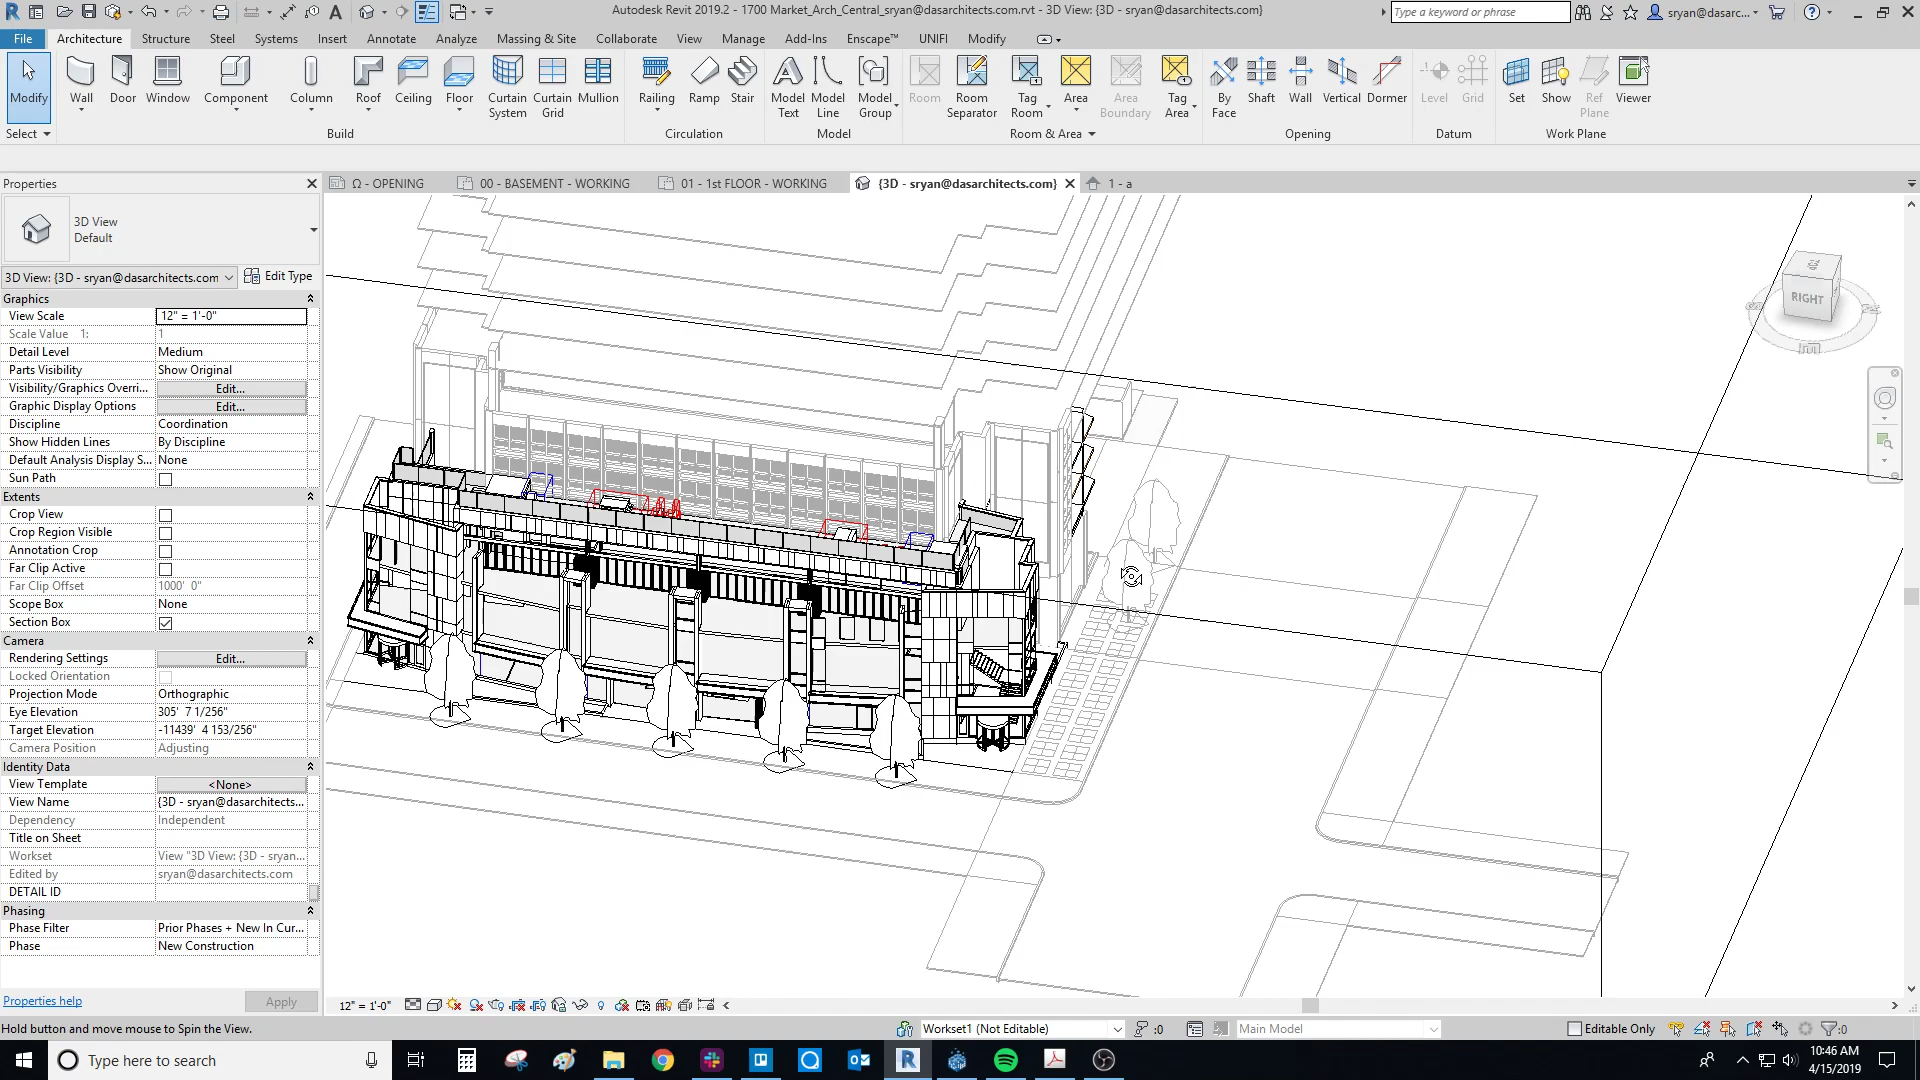 Autodesk Revit 2019.2 - 1700 Market_Arch_Central_sryan@dasarchitects.com.rvt - 3D View: {3D - sryan@dasarchitects.com}
Type a keyword or phrase
sryan@dasarc...
File Architecture Structure Steel Systems Insert Annotate Analyze Massing & Site Collaborate View Manage Add-Ins Enscape™ UNIFI Modify
Modify Wall Door Window Component Column Roof Ceiling Floor Curtain System Curtain Grid Mullion Railing Ramp Stair Model Text Model Line Model Group Room Room Separator Tag Room Area Area Boundary Tag Area By Face Shaft Wall Vertical Dormer Level Grid Set Show Ref Plane Viewer
Select Build Circulation Model Room & Area Opening Datum Work Plane
Properties
Ω - OPENING
00 - BASEMENT - WORKING
01 - 1st FLOOR - WORKING
{3D - sryan@dasarchitects.com}
1 - a
3D View
Default
3D View: {3D - sryan@dasarchitects.com
Edit Type
Graphics
View Scale 12" = 1'-0"
Scale Value 1: 1
Detail Level Medium
Parts Visibility Show Original
Visibility/Graphics Overri... Edit...
Graphic Display Options Edit...
Discipline Coordination
Show Hidden Lines By Discipline
Default Analysis Display S... None
Sun Path
Extents
Crop View
Crop Region Visible
Annotation Crop
Far Clip Active
Far Clip Offset 1000' 0"
Scope Box None
Section Box
Camera
Rendering Settings Edit...
Locked Orientation
Projection Mode Orthographic
Eye Elevation 305' 7 1/256"
Target Elevation -11439' 4 153/256"
Camera Position Adjusting
Identity Data
View Template <None>
View Name {3D - sryan@dasarchitects...
Dependency Independent
Title on Sheet
Workset View "3D View: {3D - sryan...
Edited by sryan@dasarchitects.com
DETAIL ID
Phasing
Phase Filter Prior Phases + New In Cur...
Phase New Construction
Properties help
Apply
RIGHT
12" = 1'-0"
Hold button and move mouse to Spin the View.
Workset1 (Not Editable)
:0
Main Model
Editable Only
:0
Type here to search
10:46 AM
4/15/2019